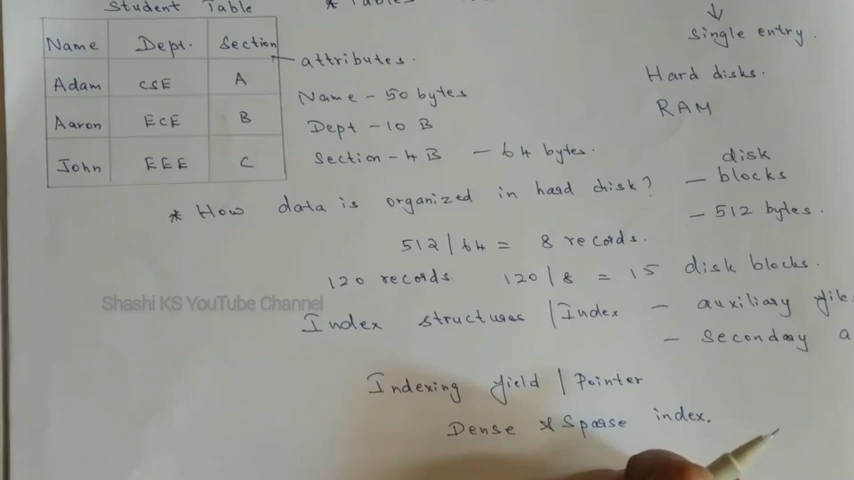 Student Table
* Tables
Name Dept. Section
Adam CSE A
Aaron ECE B
John EEE C
attributes.
Name - 50 bytes
Dept - 10 B
Section - 4 B - 64 bytes.
Single entry.
Hard disks.
RAM
* How data is organized in hard disk?
- disk blocks
- 512 bytes.
512 / 64 = 8 records.
120 records 120 / 8 = 15 disk blocks.
Shashi KS YouTube Channel
Index structures / Index - auxiliary file
- Secondary a
Indexing yield / Pointer
Dense & Sparse index.